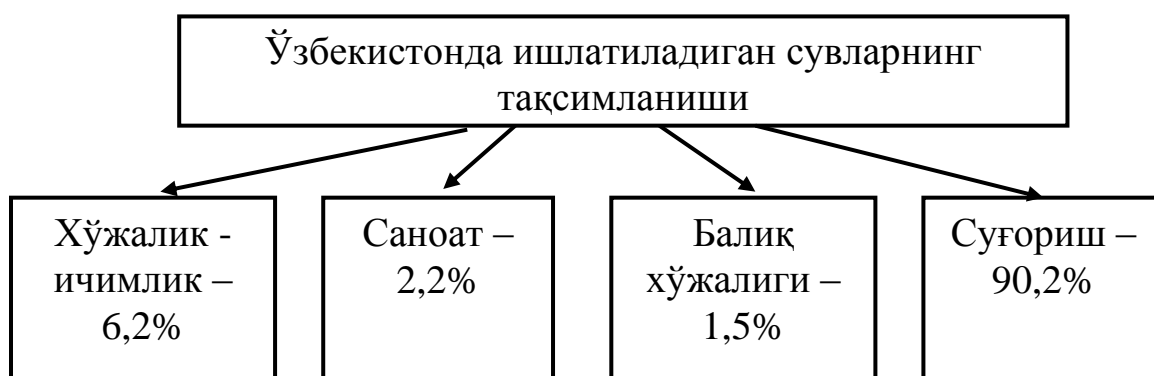 Ўзбекистонда ишлатиладиган сувларнинг
тақсимланиши
Хўжалик -
ичимлик –
6,2%
Саноат –
2,2%
Балиқ
хўжалиги –
1,5%
Суғориш –
90,2%